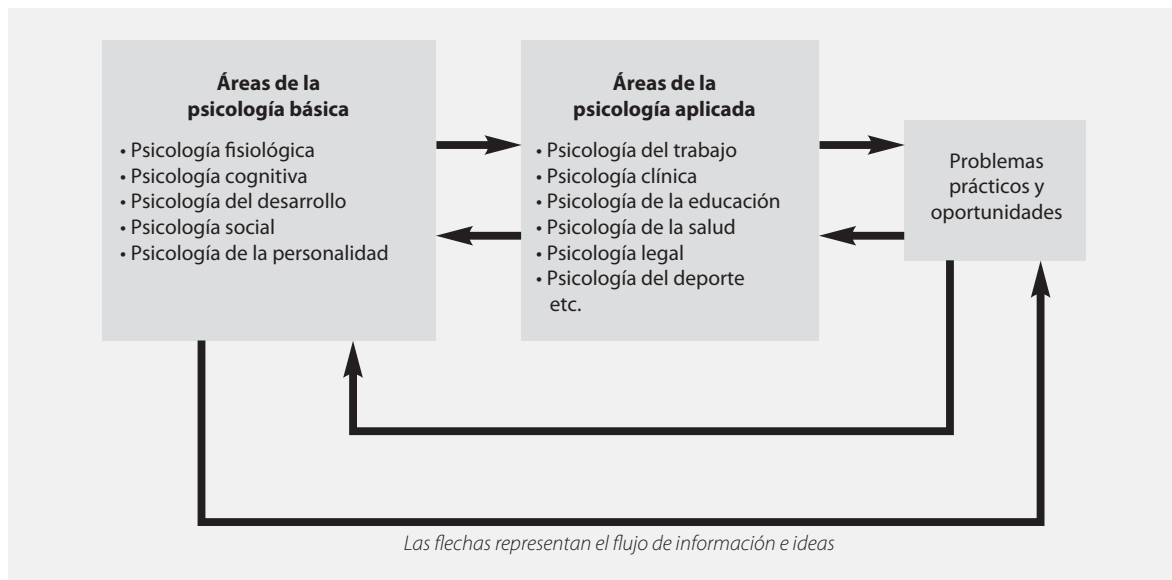 Áreas de la
psicología básica
• Psicología fisiológica
• Psicología cognitiva
• Psicología del desarrollo
• Psicología social
• Psicología de la personalidad
Áreas de la
psicología aplicada
• Psicología del trabajo
• Psicología clínica
• Psicología de la educación
• Psicología de la salud
• Psicología legal
• Psicología del deporte
etc.
Problemas
prácticos y
oportunidades
Las flechas representan el flujo de información e ideas